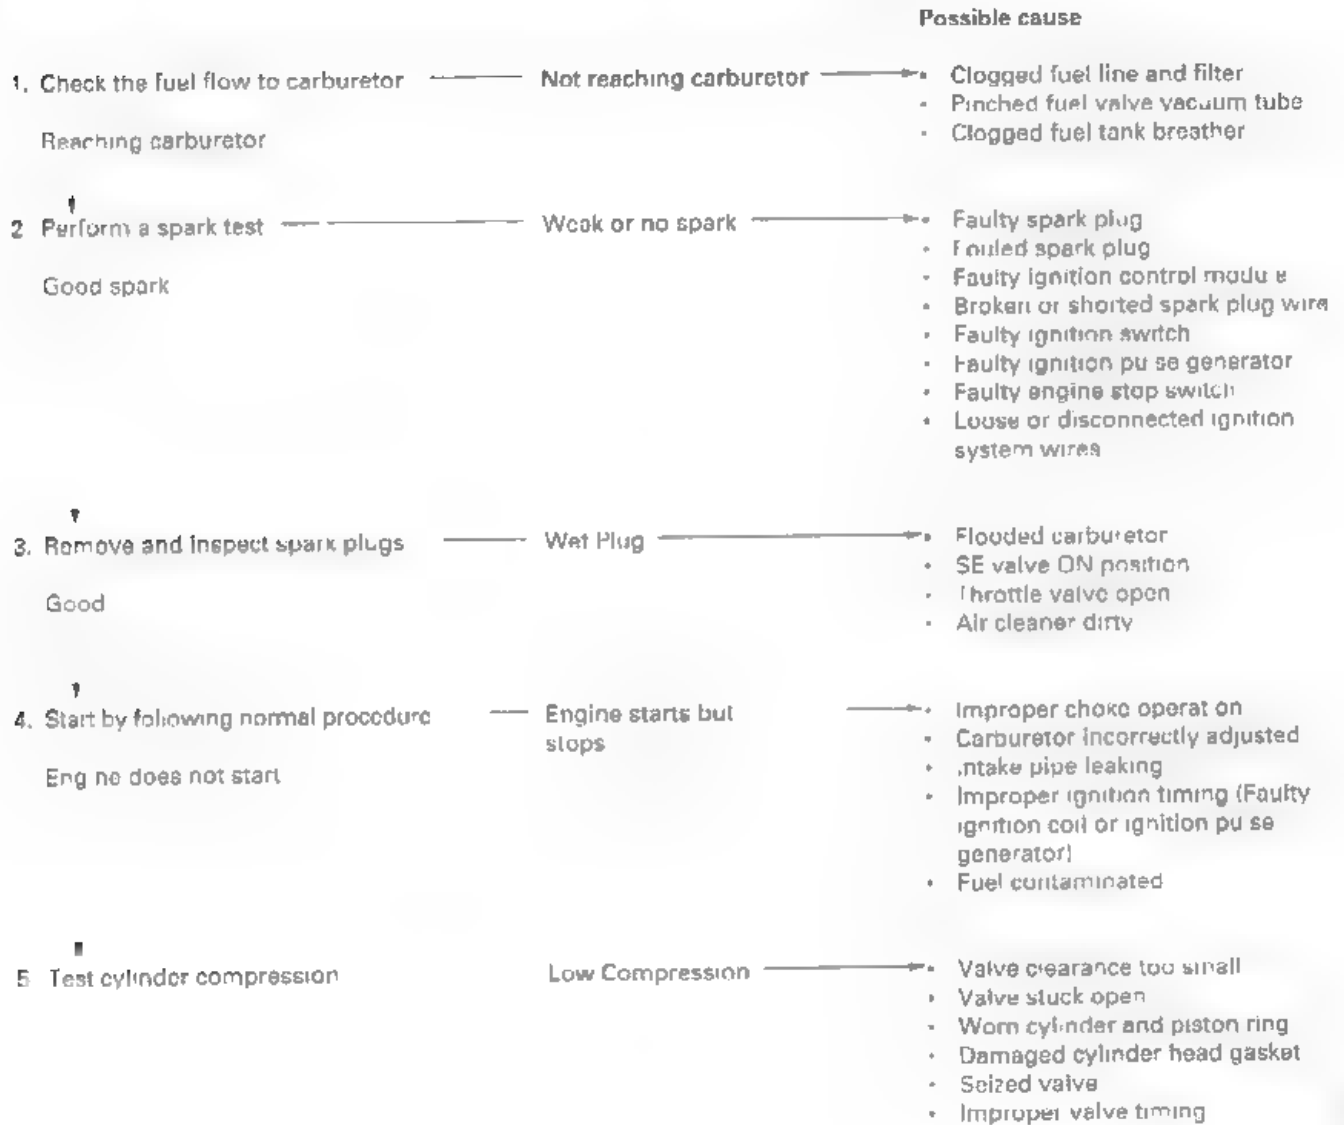 Possible cause
1. Check the fuel flow to carburetor Not reaching carburetor • Clogged fuel line and filter
• Pinched fuel valve vacuum tube
• Clogged fuel tank breather
Reaching carburetor
2 Perform a spark test Weak or no spark • Faulty spark plug
• Fouled spark plug
• Faulty ignition control module
• Broken or shorted spark plug wire
• Faulty ignition switch
• Faulty ignition pulse generator
• Faulty engine stop switch
• Loose or disconnected ignition
system wires
Good spark
3. Remove and inspect spark plugs Wet Plug • Flooded carburetor
• SE valve ON position
• Throttle valve open
• Air cleaner dirty
Good
4. Start by following normal procedure Engine starts but
stops
• Improper choke operation
• Carburetor incorrectly adjusted
• Intake pipe leaking
• Improper ignition timing (Faulty
ignition coil or ignition pulse
generator)
• Fuel contaminated
Engine does not start
5 Test cylinder compression Low Compression • Valve clearance too small
• Valve stuck open
• Worn cylinder and piston ring
• Damaged cylinder head gasket
• Seized valve
• Improper valve timing